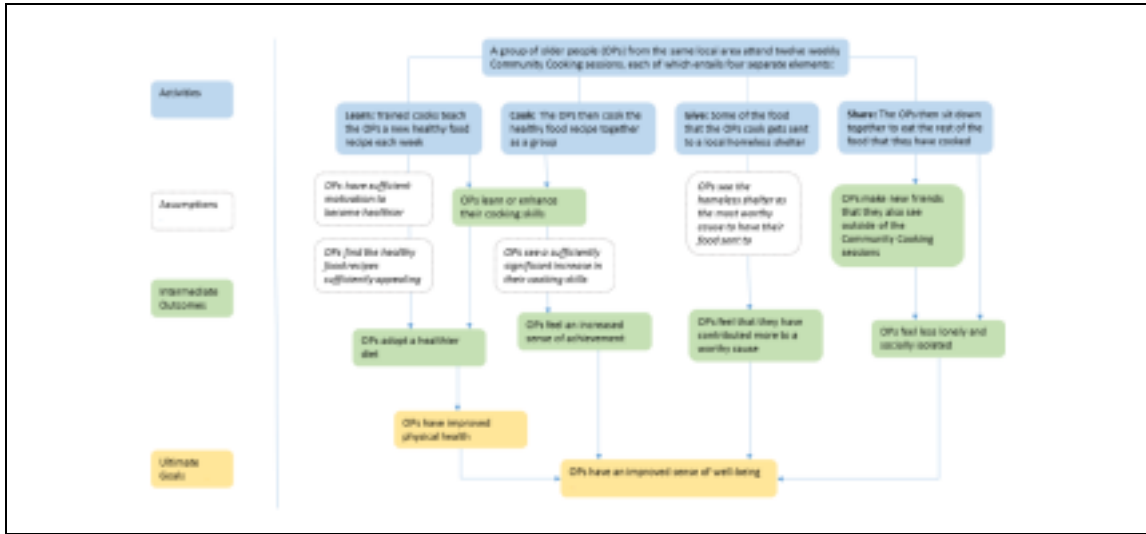 A group of older people (OPs) from the same local area attend twelve weekly
Community Cooking sessions, each of which entails four separate elements:
Activities
Learn: Trained cooks teach
the OPs a new healthy food
recipe each week
Cook: The OPs then cook the
healthy food recipe together
as a group
Give: Some of the food
that the OPs cook gets sent
to a local homeless shelter
Share: The OPs then sit down
together to eat the rest of the
food that they have cooked
Assumptions
OPs have sufficient
motivation to
become healthier
OPs learn or enhance
their cooking skills
OPs see the
homeless shelter as
the most worthy
cause to have their
food sent to
OPs make new friends
that they also see
outside of the
Community Cooking
sessions
OPs find the healthy
food recipes
sufficiently appealing
OPs see a sufficiently
significant increase in
their cooking skills
Intermediate
Outcomes
OPs adopt a healthier
diet
OPs feel an increased
sense of achievement
OPs feel that they have
contributed more to a
worthy cause
OPs feel less lonely and
socially isolated
OPs have improved
physical health
Ultimate
Goals
OPs have an improved sense of well-being